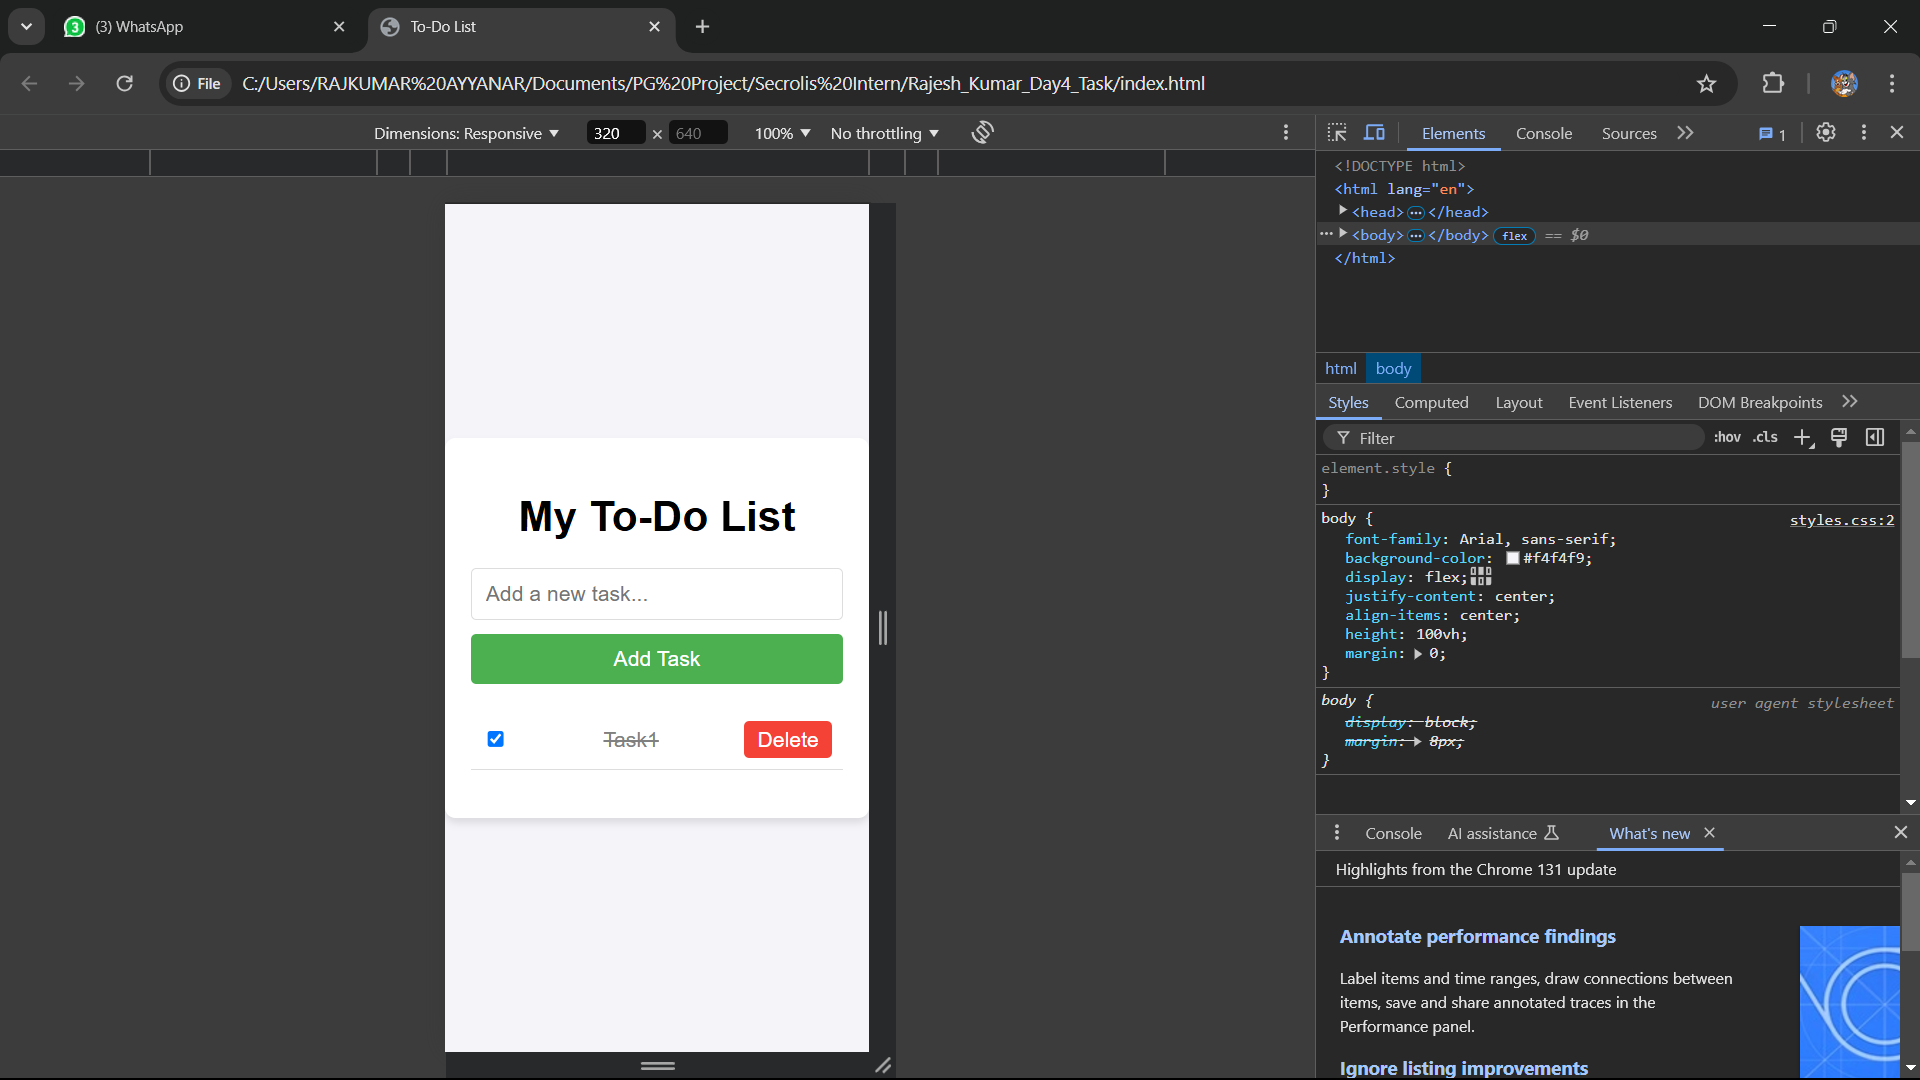 3 (3) WhatsApp
To-Do List
File C:/Users/RAJKUMAR%20AYYANAR/Documents/PG%20Project/Secrolis%20Intern/Rajesh_Kumar_Day4_Task/index.html
Dimensions: Responsive 320 × 640 100% No throttling
My To-Do List
Add a new task...
Add Task
Task1 Delete
Elements Console Sources 1
<!DOCTYPE html>
<html lang="en">
<head> ... </head>
... <body> ... </body> flex == $0
</html>
html body
Styles Computed Layout Event Listeners DOM Breakpoints
Filter :hov .cls
element.style {
}
body { styles.css:2
font-family: Arial, sans-serif;
background-color: #f4f4f9;
display: flex;
justify-content: center;
align-items: center;
height: 100vh;
margin: 0;
}
body { user agent stylesheet
display: block;
margin: 8px;
}
Console AI assistance What's new
Highlights from the Chrome 131 update
Annotate performance findings
Label items and time ranges, draw connections between
items, save and share annotated traces in the
Performance panel.
Ignore listing improvements